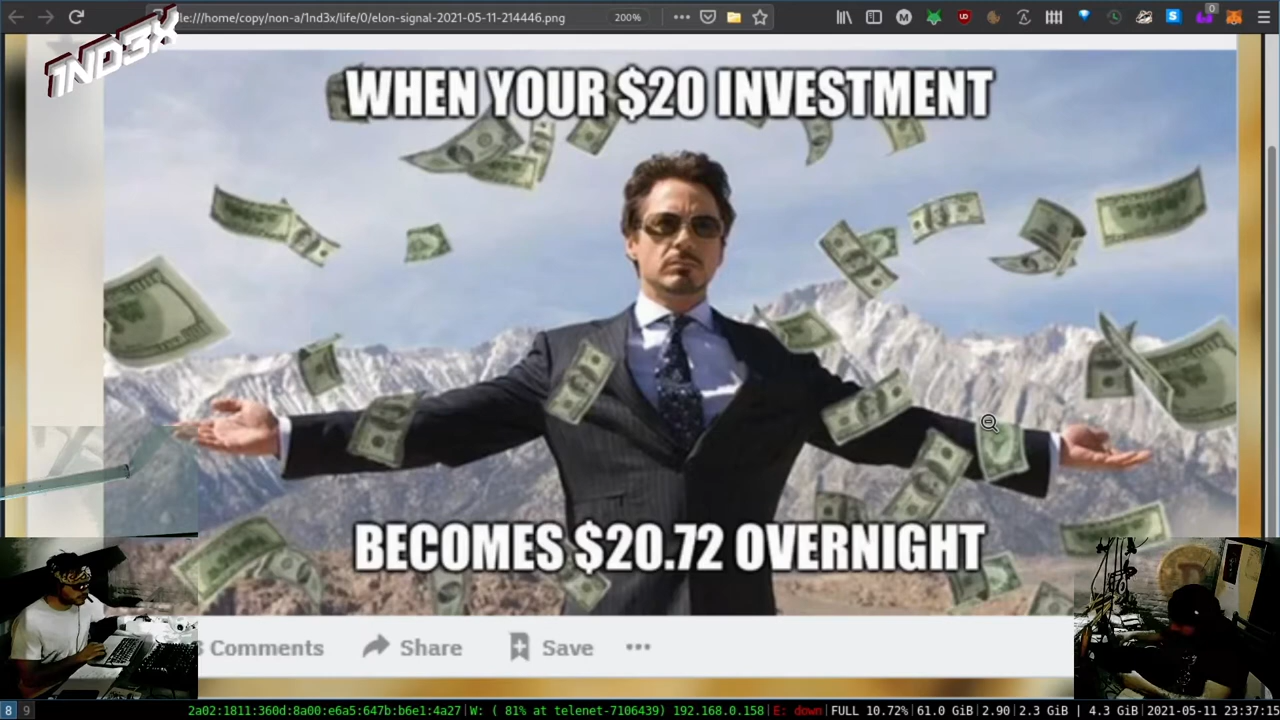 le:///home/copy/non-a/1nd3x/life/0/elon-signal-2021-05-11-214446.png
200%
0
1ND3X
WHEN YOUR $20 INVESTMENT
BECOMES $20.72 OVERNIGHT
Comments
Share
Save
8 9
2a02:1811:360d:8a00:e6a5:647b:b6e1:4a27|W: ( 81% at telenet-7106439) 192.168.0.158|E: down|FULL 10.72%|61.0 GiB|2.90|2.3 GiB | 4.3 GiB|2021-05-11 23:37:15